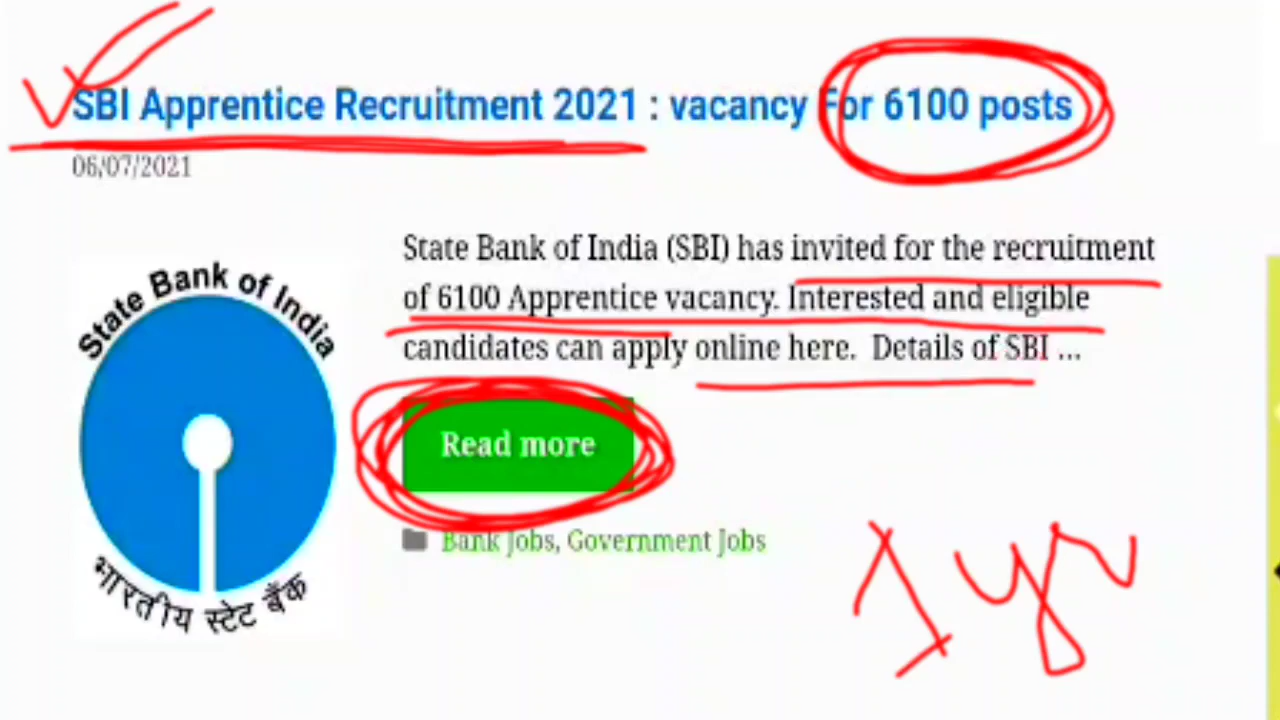 SBI Apprentice Recruitment 2021 : vacancy For 6100 posts
06/07/2021
State Bank of India
भारतीय स्टेट बैंक
State Bank of India (SBI) has invited for the recruitment
of 6100 Apprentice vacancy. Interested and eligible
candidates can apply online here. Details of SBI ...
Read more
Bank Jobs, Government Jobs
1 yr